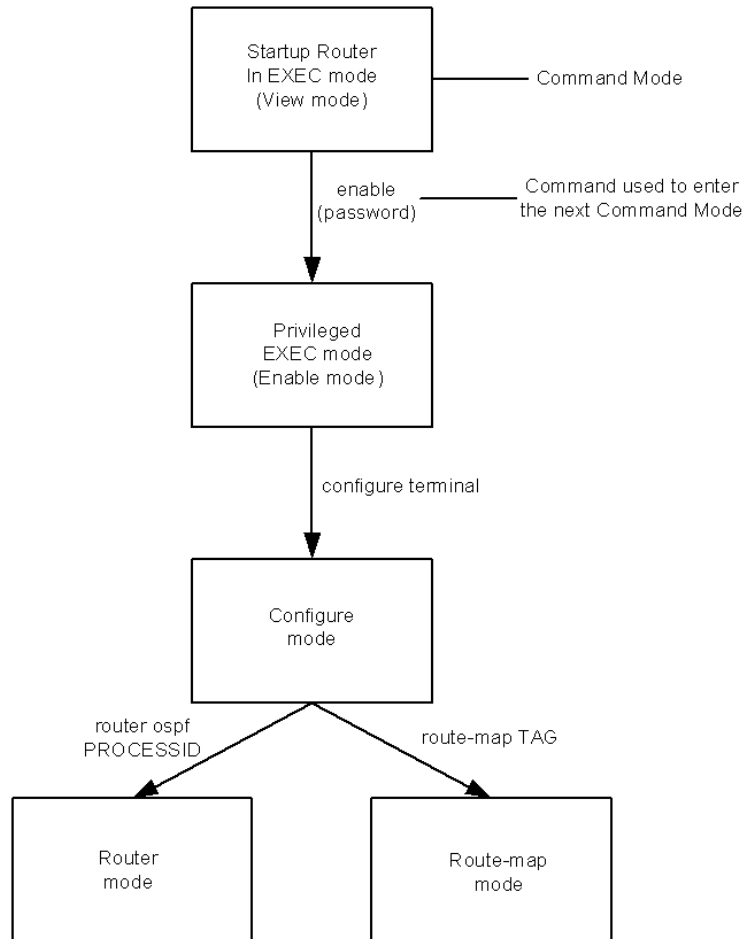 Startup Router
In EXEC mode
(View mode)
Command Mode
enable
(password)
Command used to enter
the next Command Mode
Privileged
EXEC mode
(Enable mode)
configure terminal
Configure
mode
router ospf
PROCESSID
route-map TAG
Router
mode
Route-map
mode